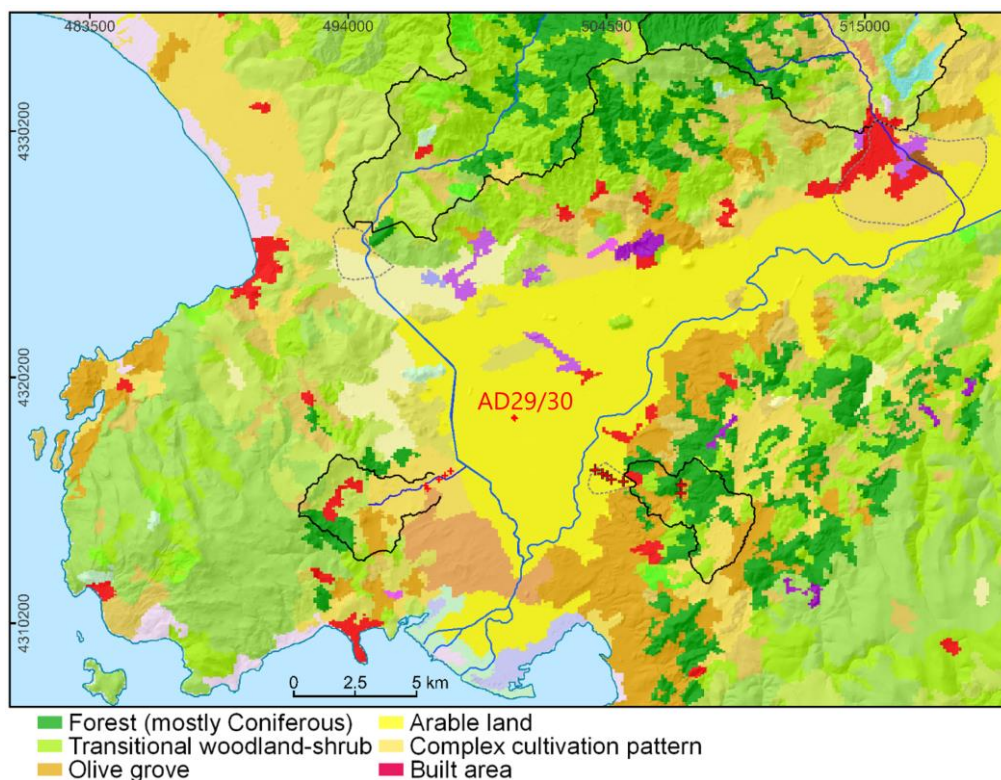 483500 494000 504500 515000
4330200
4320200
4310200
AD29/30
0 2.5 5 km
Forest (mostly Coniferous) Arable land
Transitional woodland-shrub Complex cultivation pattern
Olive grove Built area